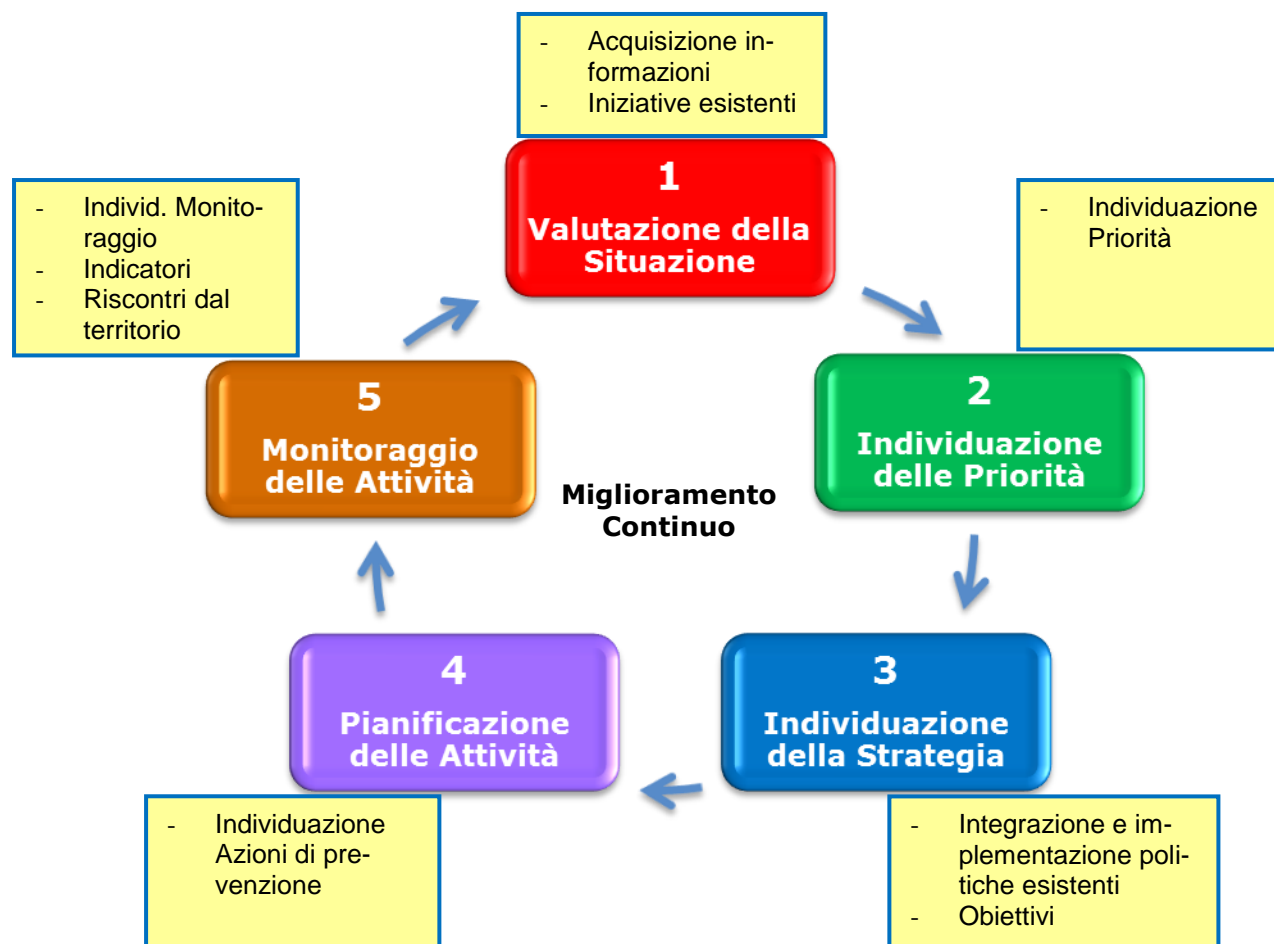 - Acquisizione in-
formazioni
- Iniziative esistenti
1
Valutazione della
Situazione
- Individ. Monito-
raggio
- Indicatori
- Riscontri dal
territorio
- Individuazione
Priorità
5
Monitoraggio
delle Attività
2
Individuazione
delle Priorità
Miglioramento
Continuo
4
Pianificazione
delle Attività
3
Individuazione
della Strategia
- Individuazione
Azioni di pre-
venzione
- Integrazione e im-
plementazione poli-
tiche esistenti
- Obiettivi